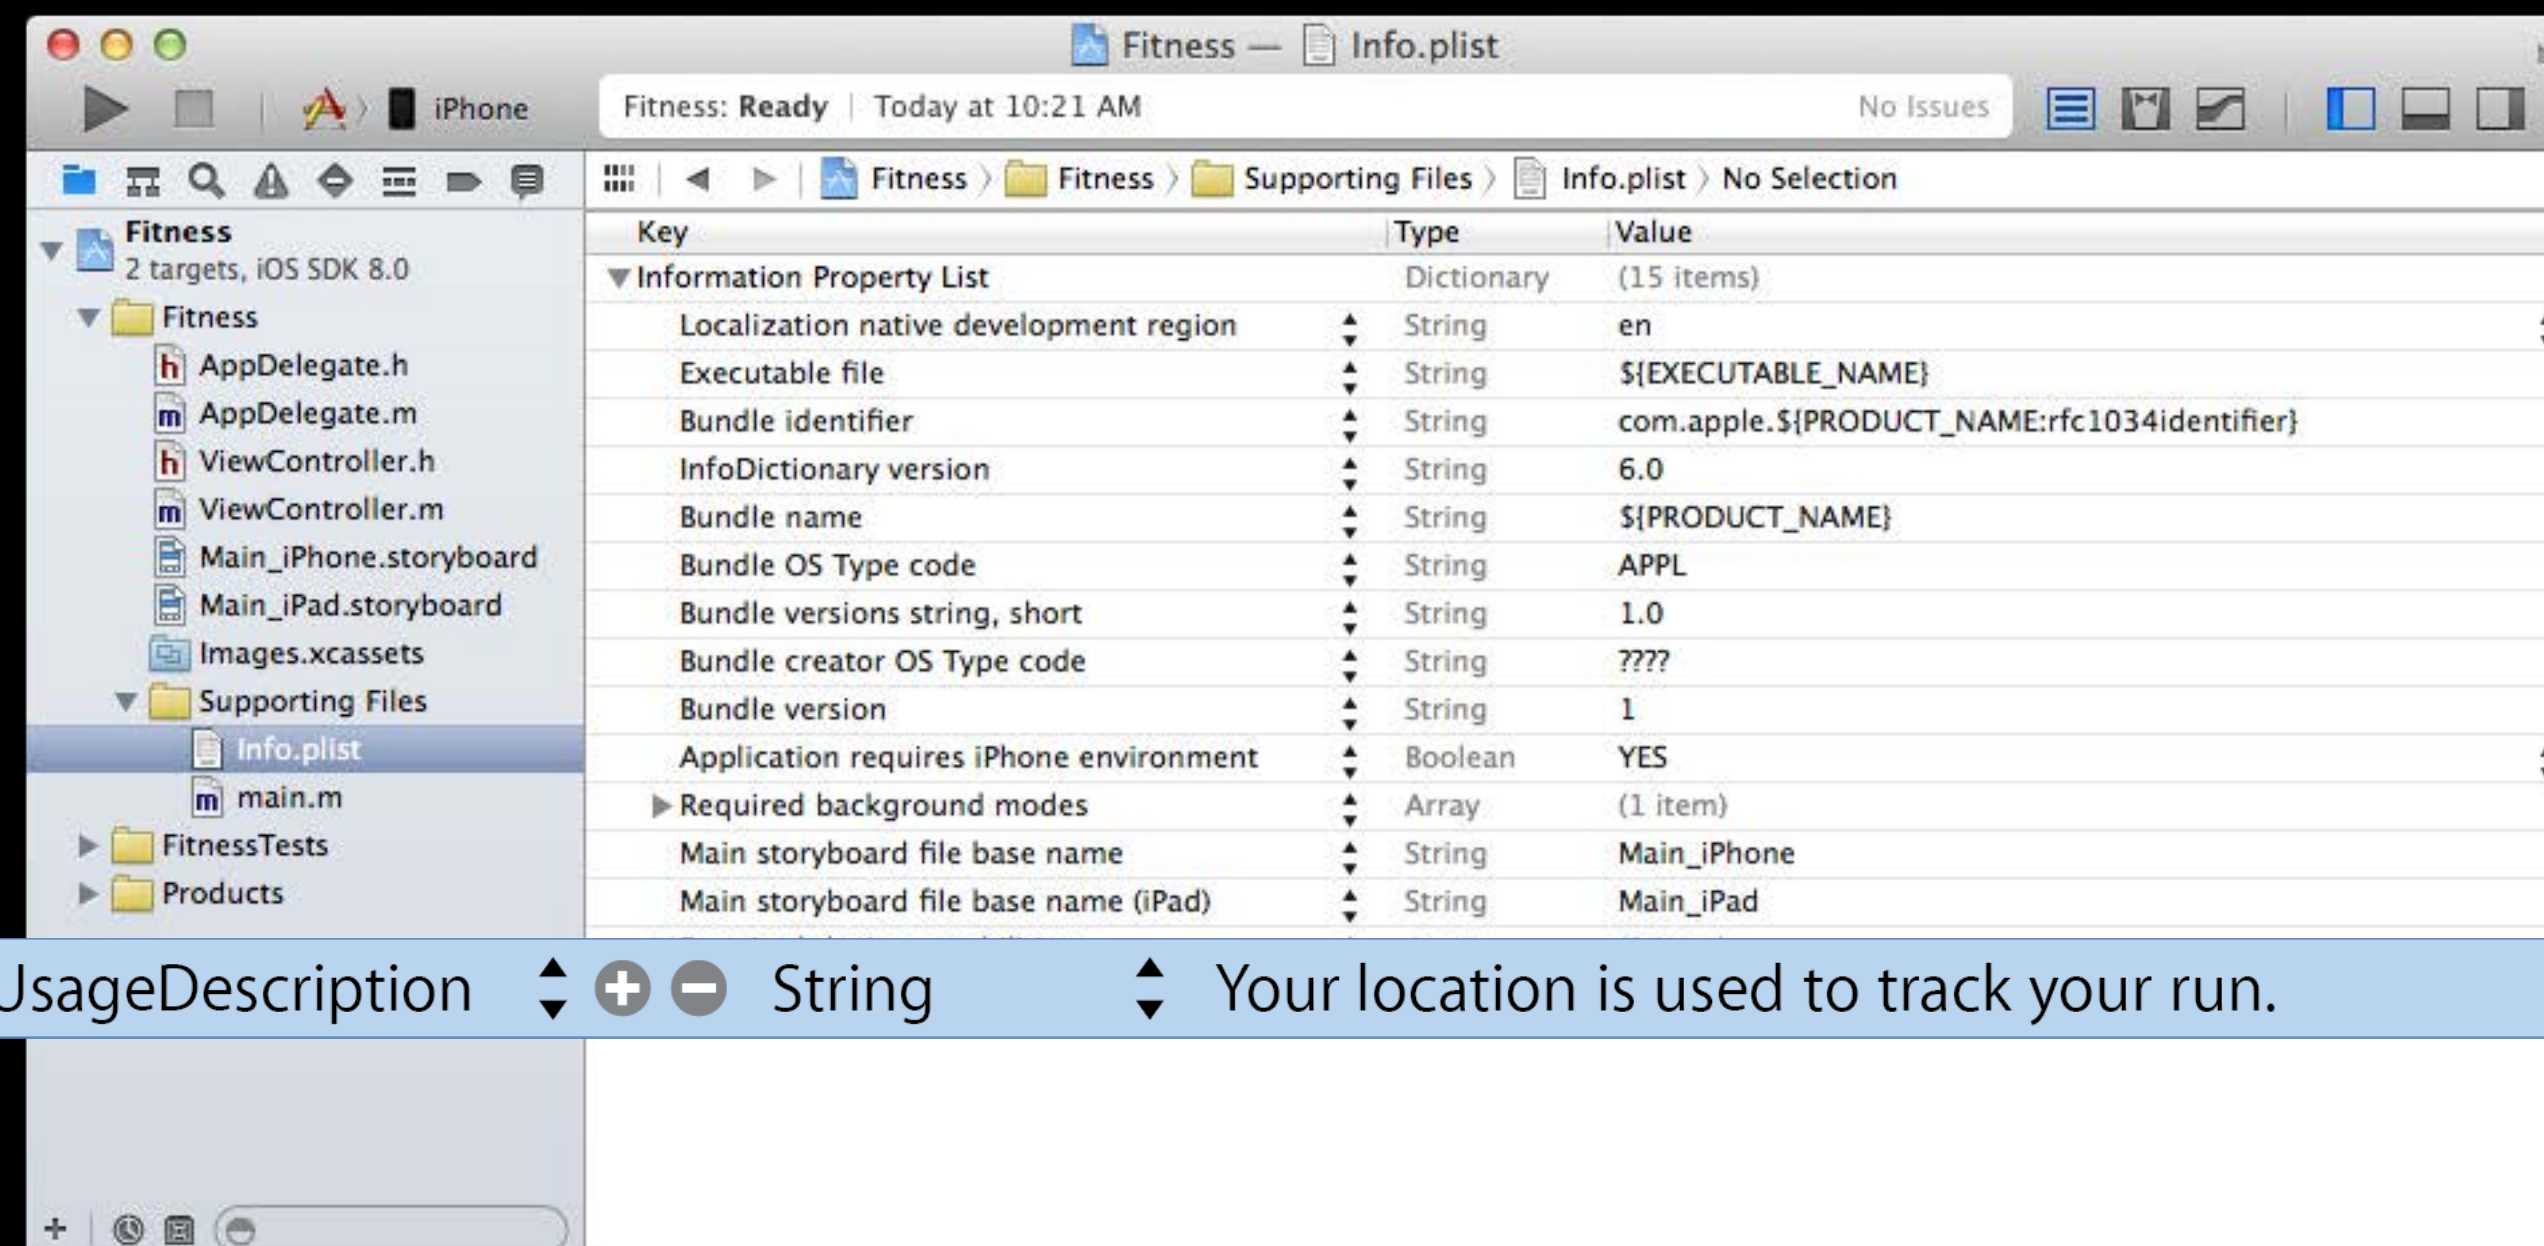 Fitness — Info.plist
iPhone
Fitness: Ready | Today at 10:21 AM
No Issues
Fitness 〉 Fitness 〉 Supporting Files 〉 Info.plist 〉 No Selection
Fitness
2 targets, iOS SDK 8.0
Fitness
AppDelegate.h
AppDelegate.m
ViewController.h
ViewController.m
Main_iPhone.storyboard
Main_iPad.storyboard
Images.xcassets
Supporting Files
Info.plist
main.m
FitnessTests
Products
Key Type Value
Information Property List Dictionary (15 items)
Localization native development region String en
Executable file String ${EXECUTABLE_NAME}
Bundle identifier String com.apple.${PRODUCT_NAME:rfc1034identifier}
InfoDictionary version String 6.0
Bundle name String ${PRODUCT_NAME}
Bundle OS Type code String APPL
Bundle versions string, short String 1.0
Bundle creator OS Type code String ????
Bundle version String 1
Application requires iPhone environment Boolean YES
Required background modes Array (1 item)
Main storyboard file base name String Main_iPhone
Main storyboard file base name (iPad) String Main_iPad
UsageDescription String Your location is used to track your run.